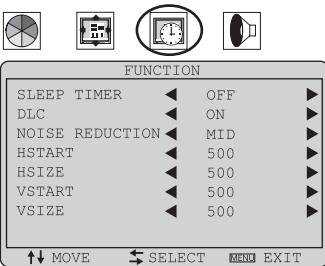 FUNCTION
SLEEP TIMER ◀ OFF ▶
DLC ◀ ON ▶
NOISE REDUCTION ◀ MID ▶
HSTART ◀ 500 ▶
HSIZE ◀ 500 ▶
VSTART ◀ 500 ▶
VSIZE ◀ 500 ▶
MOVE SELECT MENU EXIT